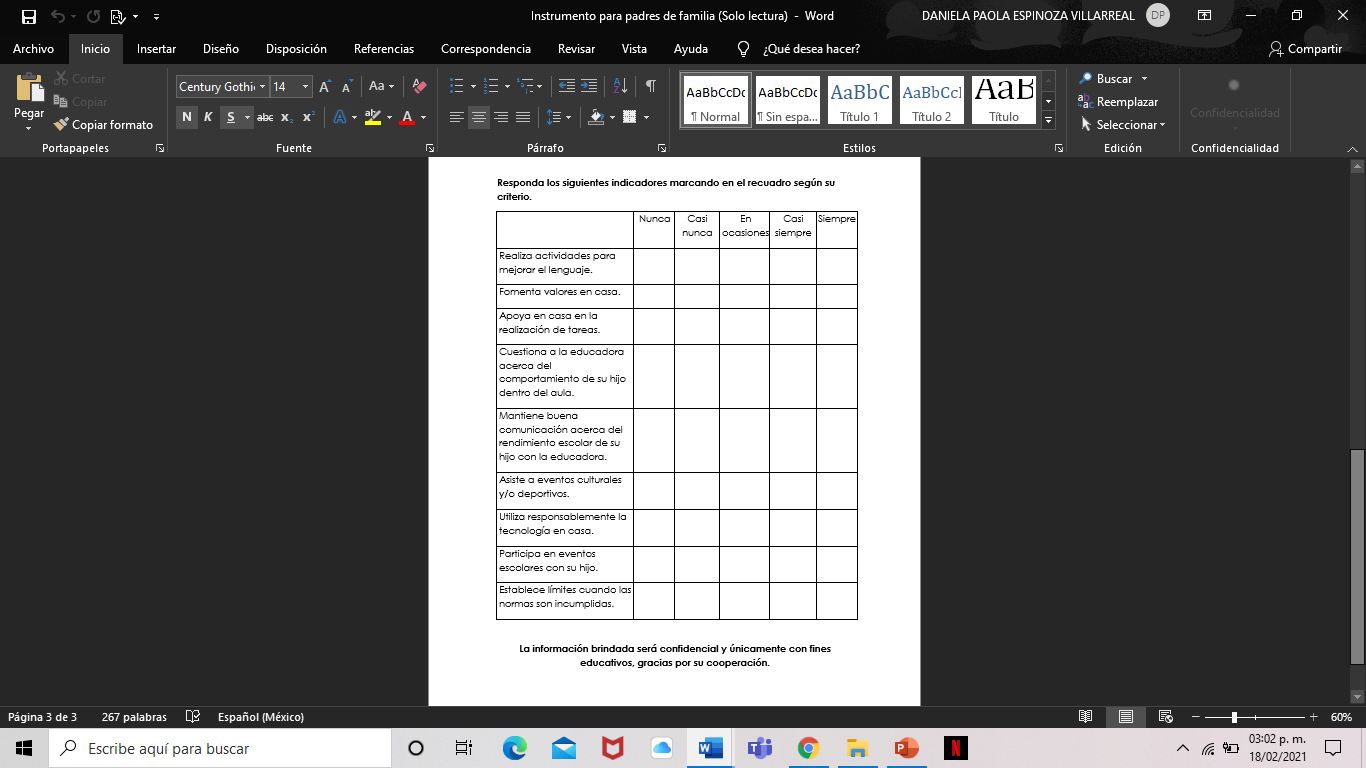 Instrumento para padres de familia (Solo lectura) - Word
DANIELA PAOLA ESPINOZA VILLARREAL
DP
Archivo
Inicio
Insertar
Diseño
Disposición
Referencias
Correspondencia
Revisar
Vista
Ayuda
¿Qué desea hacer?
Compartir
Pegar
Cortar
Copiar
Copiar formato
Portapapeles
Century Gothi
14
Aa
N K S abc x₂ x² A ab A
Fuente
Párrafo
AaBbCcDc
¶ Normal
AaBbCcDc
¶ Sin espa...
AaBbC
Título 1
AaBbCcI
Título 2
AaB
Título
Estilos
Buscar
Reemplazar
Seleccionar
Edición
Confidencialidad
Confidencialidad
Responda los siguientes indicadores marcando en el recuadro según su
criterio.
Nunca
Casi
nunca
En
ocasiones
Casi
siempre
Siempre
Realiza actividades para
mejorar el lenguaje.
Fomenta valores en casa.
Apoya en casa en la
realización de tareas.
Cuestiona a la educadora
acerca del
comportamiento de su hijo
dentro del aula.
Mantiene buena
comunicación acerca del
rendimiento escolar de su
hijo con la educadora.
Asiste a eventos culturales
y/o deportivos.
Utiliza responsablemente la
tecnología en casa.
Participa en eventos
escolares con su hijo.
Establece límites cuando las
normas son incumplidas.
La información brindada será confidencial y únicamente con fines
educativos, gracias por su cooperación.
Página 3 de 3
267 palabras
Español (México)
60%
Escribe aquí para buscar
03:02 p. m.
18/02/2021